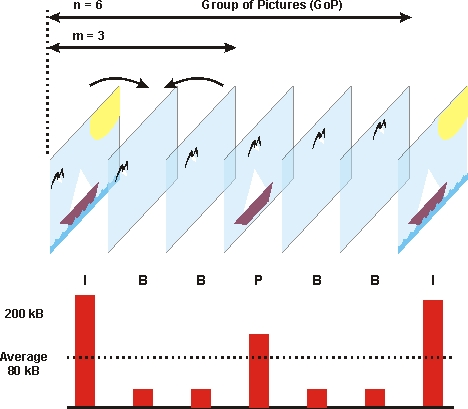 n = 6 Group of Pictures (GoP)
m = 3
I B B P B B I
200 kB
Average
80 kB